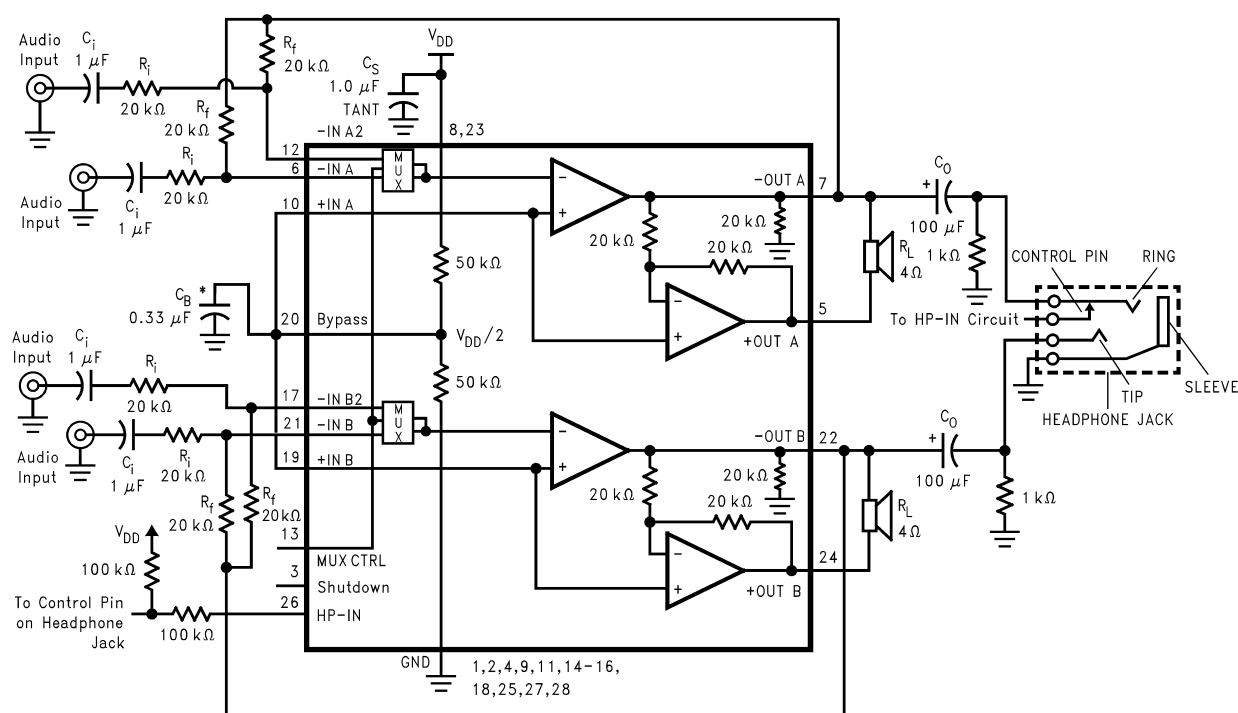 Audio
Input
Ci
1 µF
Ri
20 kΩ
Rf
20 kΩ
Rf
20 kΩ
Audio
Input
Ci
1 µF
Ri
20 kΩ
VDD
CS
1.0 µF
TANT
8,23
12
-IN A2
6
-IN A
MUX
10
+IN A
-
+
-OUT A
7
20 kΩ
20 kΩ
20 kΩ
-
+
+OUT A
5
RL
4Ω
+
CO
100 µF
1 kΩ
50 kΩ
CB
*
0.33 µF
20
Bypass
VDD/2
50 kΩ
CONTROL PIN
RING
To HP-IN Circuit
TIP
SLEEVE
HEADPHONE JACK
Audio
Input
Ci
1 µF
Ri
20 kΩ
Audio
Input
Ci
1 µF
Ri
20 kΩ
17
-IN B2
21
-IN B
MUX
19
+IN B
-
+
-OUT B
22
20 kΩ
20 kΩ
20 kΩ
-
+
+OUT B
24
RL
4Ω
+
CO
100 µF
1 kΩ
Rf
20 kΩ
Rf
20kΩ
13
MUX CTRL
3
Shutdown
26
HP-IN
VDD
100 kΩ
To Control Pin
on Headphone
Jack
100 kΩ
GND
1,2,4,9,11,14-16,
18,25,27,28